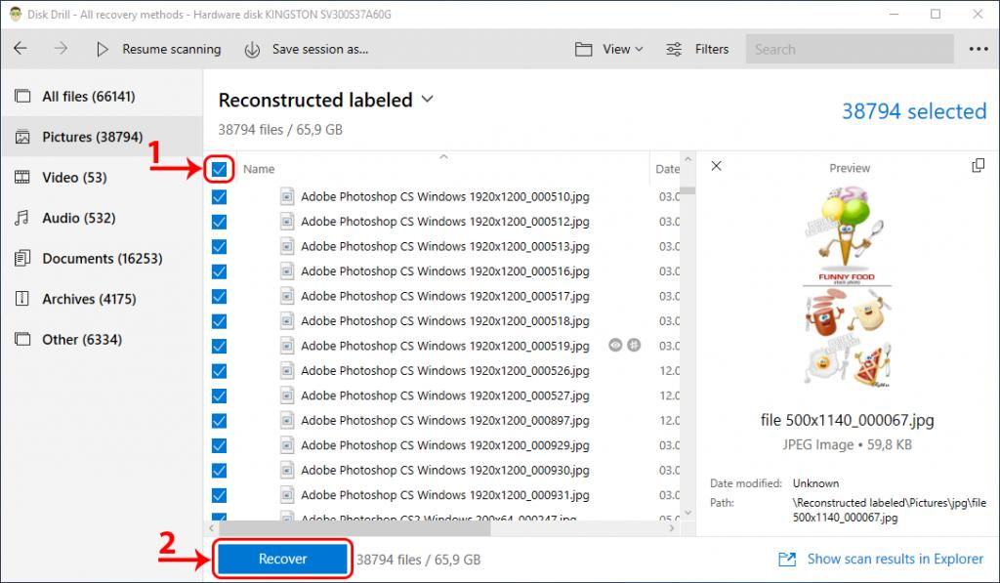 Disk Drill - All recovery methods - Hardware disk KINGSTON SV300S37A60G
Resume scanning
Save session as...
View
Filters
Search
All files (66141)
Pictures (38794)
Video (53)
Audio (532)
Documents (16253)
Archives (4175)
Other (6334)
Reconstructed labeled
38794 files / 65,9 GB
38794 selected
1
Name
Date
Adobe Photoshop CS Windows 1920x1200_000510.jpg 03.0
Adobe Photoshop CS Windows 1920x1200_000512.jpg 03.0
Adobe Photoshop CS Windows 1920x1200_000513.jpg 03.0
Adobe Photoshop CS Windows 1920x1200_000516.jpg 03.0
Adobe Photoshop CS Windows 1920x1200_000517.jpg 03.0
Adobe Photoshop CS Windows 1920x1200_000518.jpg 03.0
Adobe Photoshop CS Windows 1920x1200_000519.jpg 03.0
Adobe Photoshop CS Windows 1920x1200_000526.jpg 12.0
Adobe Photoshop CS Windows 1920x1200_000527.jpg 12.0
Adobe Photoshop CS Windows 1920x1200_000897.jpg 12.0
Adobe Photoshop CS Windows 1920x1200_000929.jpg 03.0
Adobe Photoshop CS Windows 1920x1200_000930.jpg 03.0
Adobe Photoshop CS Windows 1920x1200_000931.jpg 03.0
Adobe Photoshop CS2 Windows 200x64_000247.jpg 05.0
Preview
FUNNY FOOD
stock photo
file 500x1140_000067.jpg
JPEG Image • 59,8 KB
Date modified: Unknown
Path: \Reconstructed labeled\Pictures\jpg\file
500x1140_000067.jpg
2
Recover
38794 files / 65,9 GB
Show scan results in Explorer